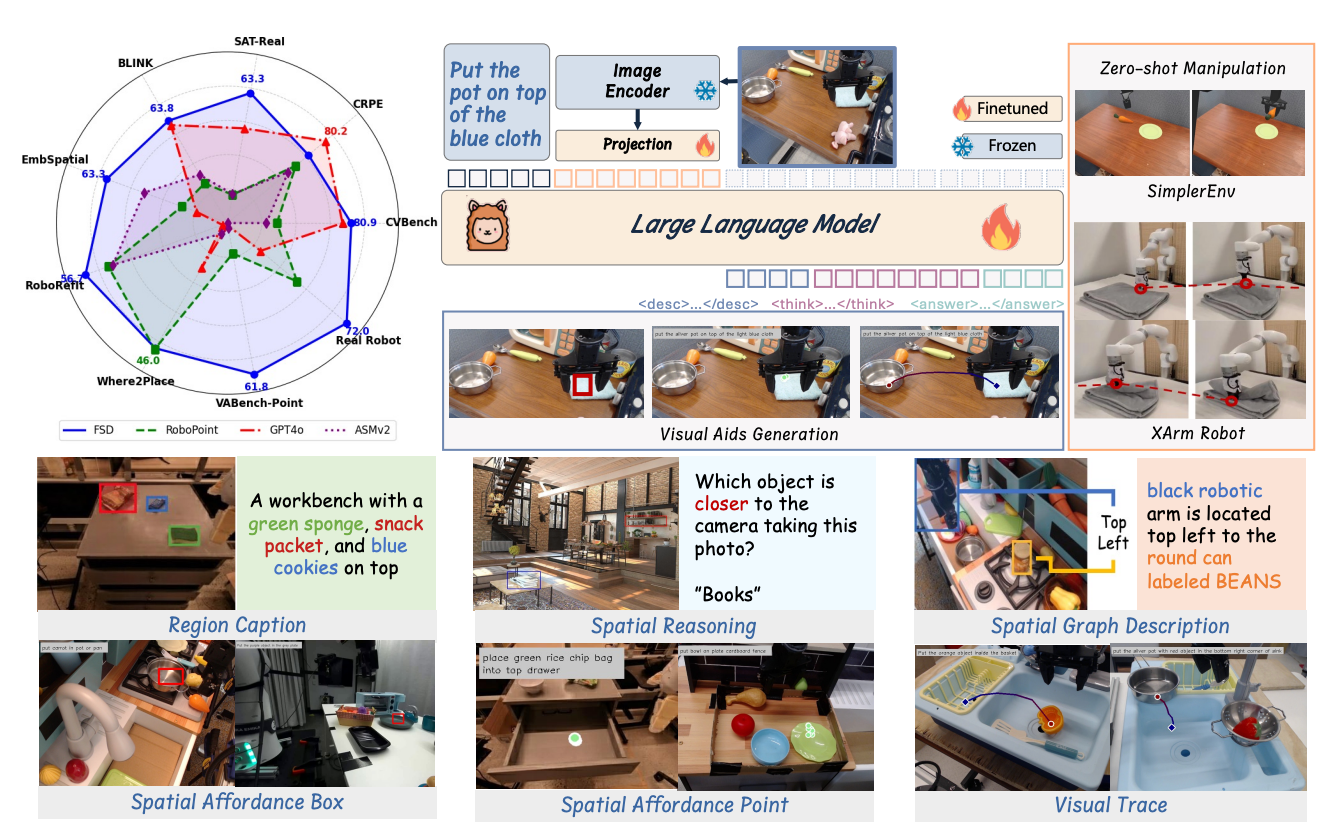 SAT-Real
BLINK
CRPE
EmbSpatial
CVBench
RoboRefit
Real Robot
Where2Place
VABench-Point
63.3
63.8
80.2
63.3
80.9
56.7
72.0
46.0
61.8
FSD
RoboPoint
GPT4o
ASMv2
Put the
pot on top
of the
blue cloth
Image
Encoder
Projection
Finetuned
Frozen
Large Language Model
<desc>...</desc>
<think>...</think>
<answer>...</answer>
put the silver pot on top of the light blue cloth
put the silver pot on top of the light blue cloth
Visual Aids Generation
Zero-shot Manipulation
SimplerEnv
XArm Robot
A workbench with a
green sponge, snack
packet, and blue
cookies on top
Region Caption
Which object is
closer to the
camera taking this
photo?
"Books"
Spatial Reasoning
Top
Left
black robotic
arm is located
top left to the
round can
labeled BEANS
Spatial Graph Description
put carrot in pot or pan
Spatial Affordance Box
place green rice chip bag
into top drawer
put bowl on plate cardboard fence
Spatial Affordance Point
Put the orange object inside the basket
put the silver pot with red object in the bottom right corner of sink
Visual Trace